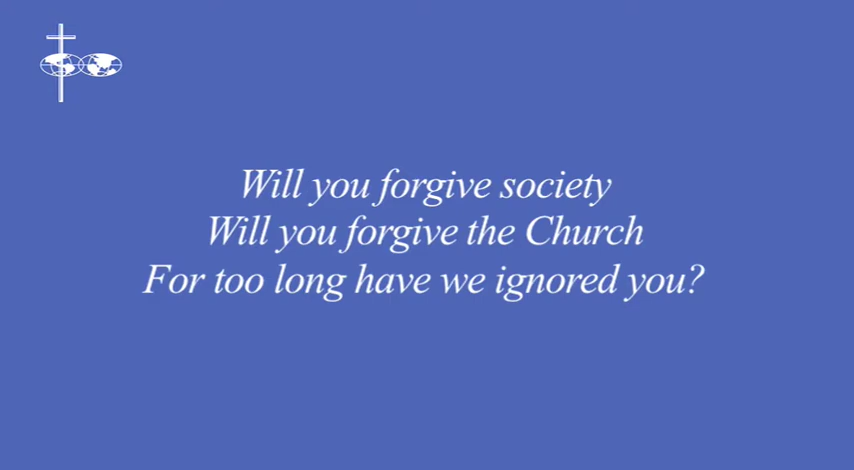 Will you forgive society
Will you forgive the Church
For too long have we ignored you?